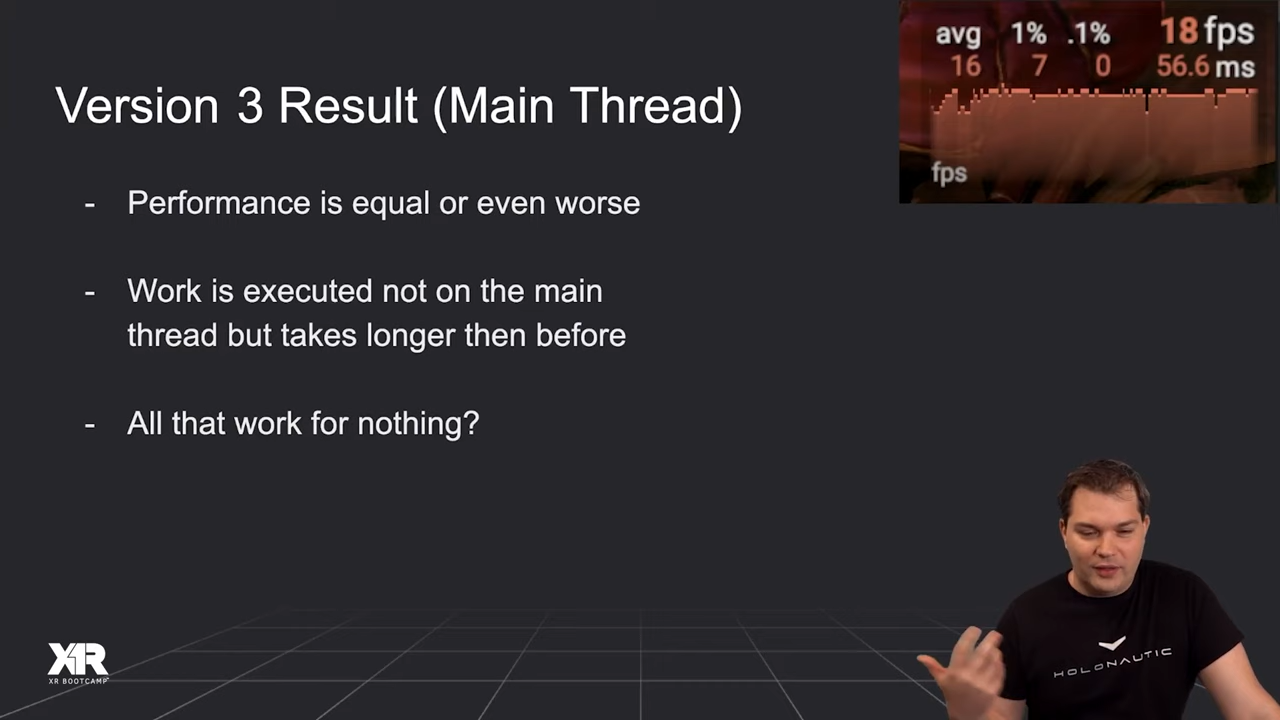 avg 1% .1% 18 fps
16 7 0 56.6 ms
fps
Version 3 Result (Main Thread)
- Performance is equal or even worse
- Work is executed not on the main
thread but takes longer then before
- All that work for nothing?
XR
XR BOOTCAMP
HOLONAUTIC